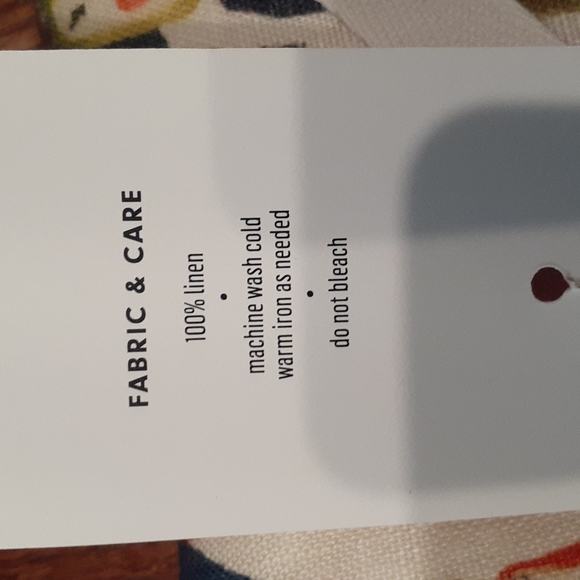 FABRIC & CARE
100% linen
•
machine wash cold
warm iron as needed
•
do not bleach